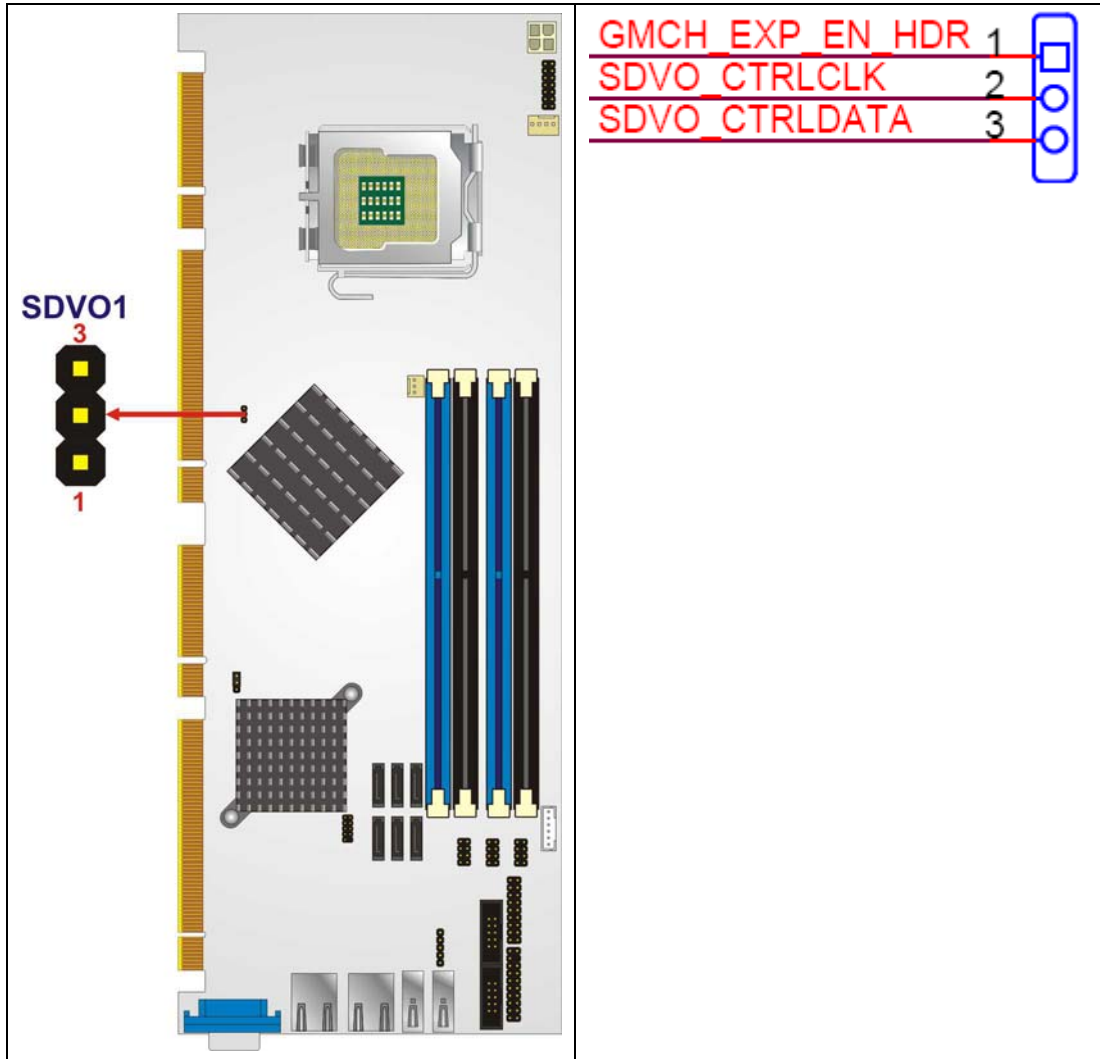 SDVO1
3
1
GMCH_EXP_EN_HDR 1
SDVO_CTRLCLK 2
SDVO_CTRLDATA 3